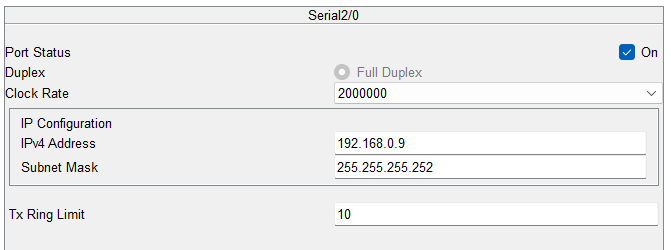 Serial2/0
Port Status On
Duplex Full Duplex
Clock Rate 2000000
IP Configuration
IPv4 Address 192.168.0.9
Subnet Mask 255.255.255.252
Tx Ring Limit 10